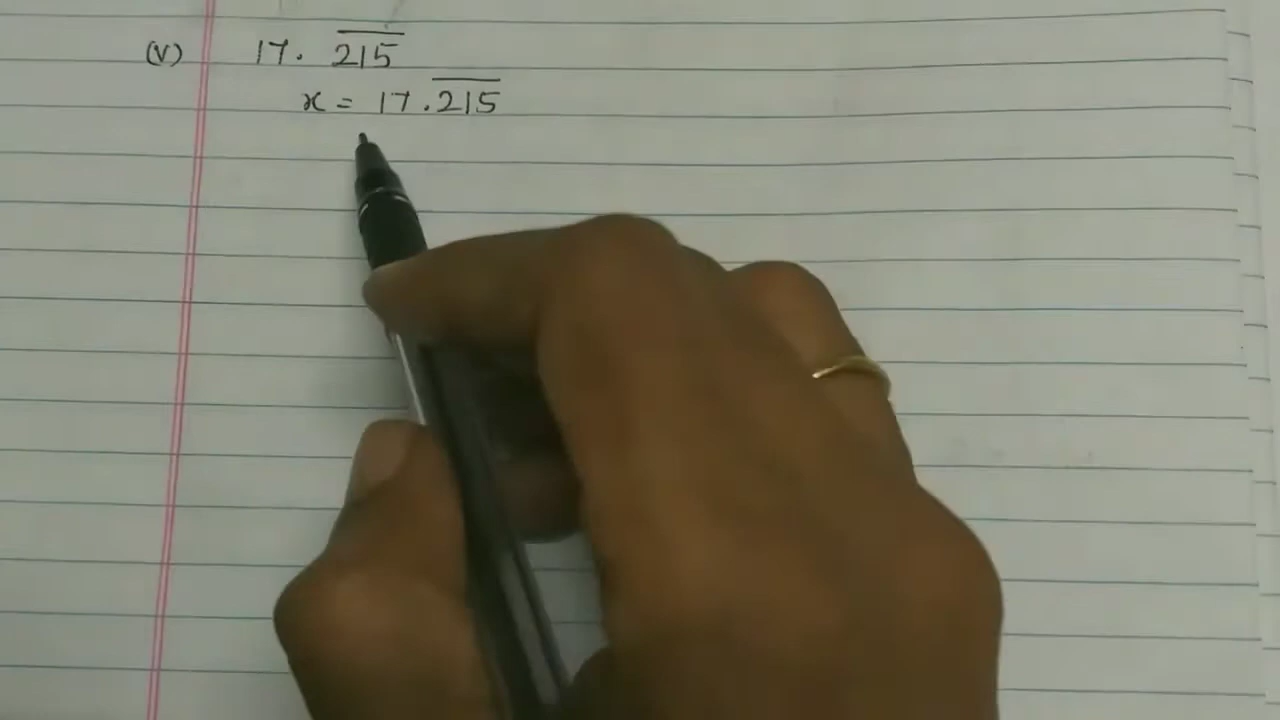 (V) 17. 2̅1̅5̅
x = 17.2̅1̅5̅